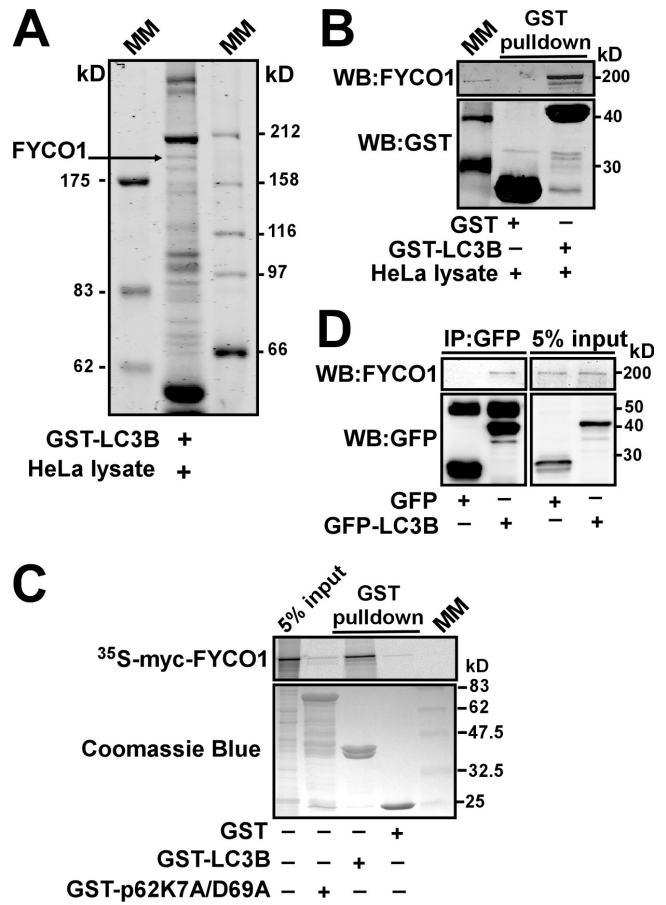 A
MM
MM
kD
kD
FYCO1
175 -
83 -
62 -
- 212
- 158
- 116
- 97
- 66
GST-LC3B +
HeLa lysate +
B
MM
GST
pulldown
kD
WB:FYCO1
- 200
WB:GST
- 40
- 30
GST + –
GST-LC3B – +
HeLa lysate + +
D
IP:GFP 5% input
kD
WB:FYCO1
- 200
WB:GFP
- 50
- 40
- 30
GFP + – + –
GFP-LC3B – + – +
C
5% input
GST
pulldown
MM
³⁵S-myc-FYCO1
kD
Coomassie Blue
-83
-62
-47.5
-32.5
-25
GST – – – +
GST-LC3B – – + –
GST-p62K7A/D69A – + – –